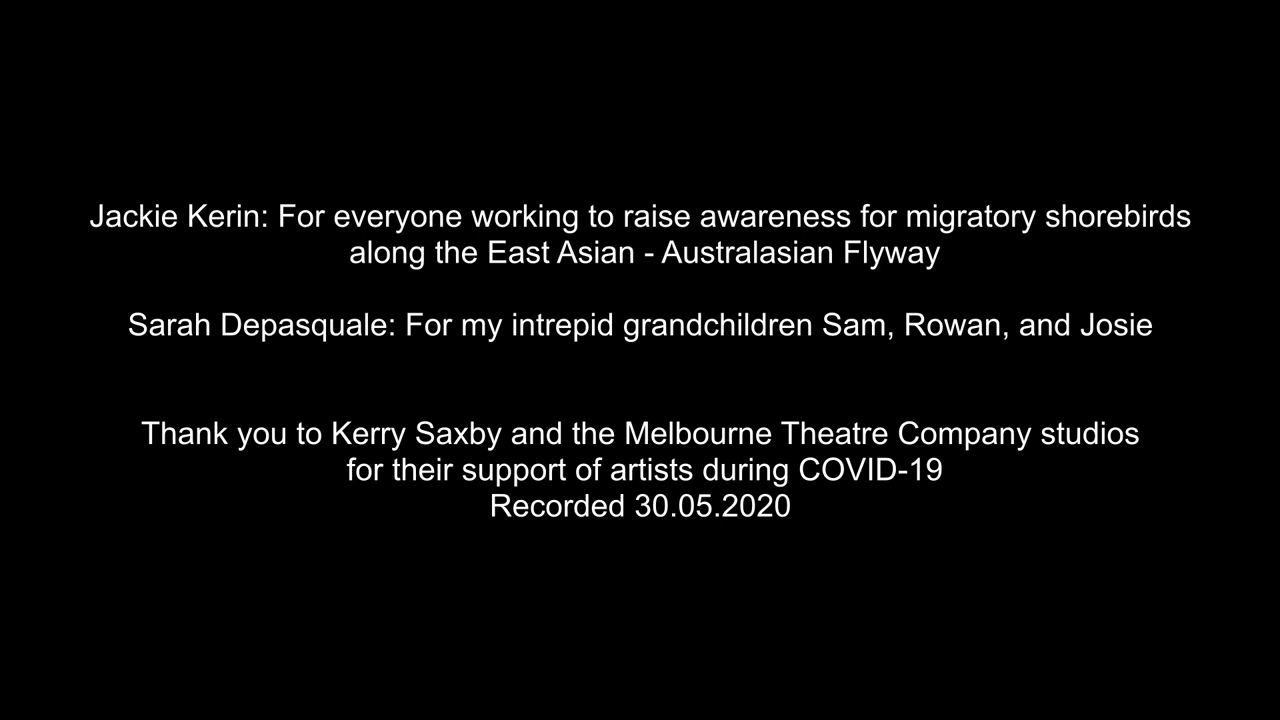 Jackie Kerin: For everyone working to raise awareness for migratory shorebirds
along the East Asian - Australasian Flyway
Sarah Depasquale: For my intrepid grandchildren Sam, Rowan, and Josie
Thank you to Kerry Saxby and the Melbourne Theatre Company studios
for their support of artists during COVID-19
Recorded 30.05.2020